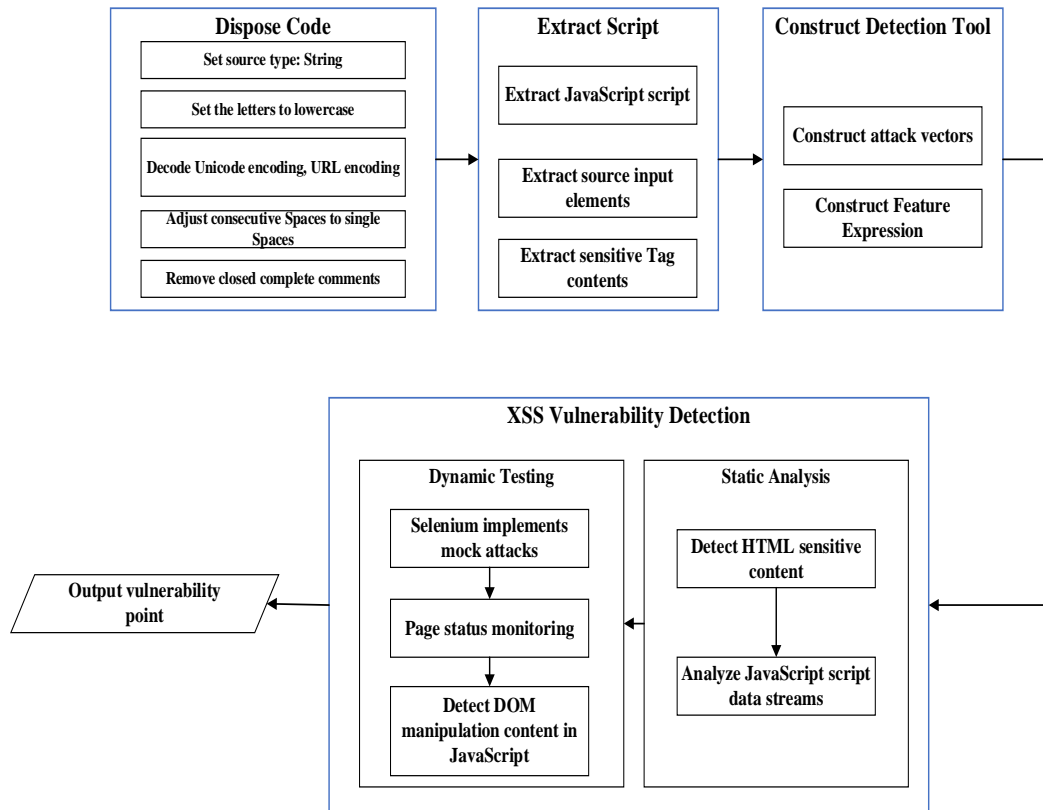 Dispose Code
Set source type: String
Set the letters to lowercase
Decode Unicode encoding, URL encoding
Adjust consecutive Spaces to single
Spaces
Remove closed complete comments
Extract Script
Extract JavaScript script
Extract source input
elements
Extract sensitive Tag
contents
Construct Detection Tool
Construct attack vectors
Construct Feature
Expression
XSS Vulnerability Detection
Dynamic Testing
Selenium implements
mock attacks
Page status monitoring
Detect DOM
manipulation content in
JavaScript
Static Analysis
Detect HTML sensitive
content
Analyze JavaScript script
data streams
Output vulnerability
point